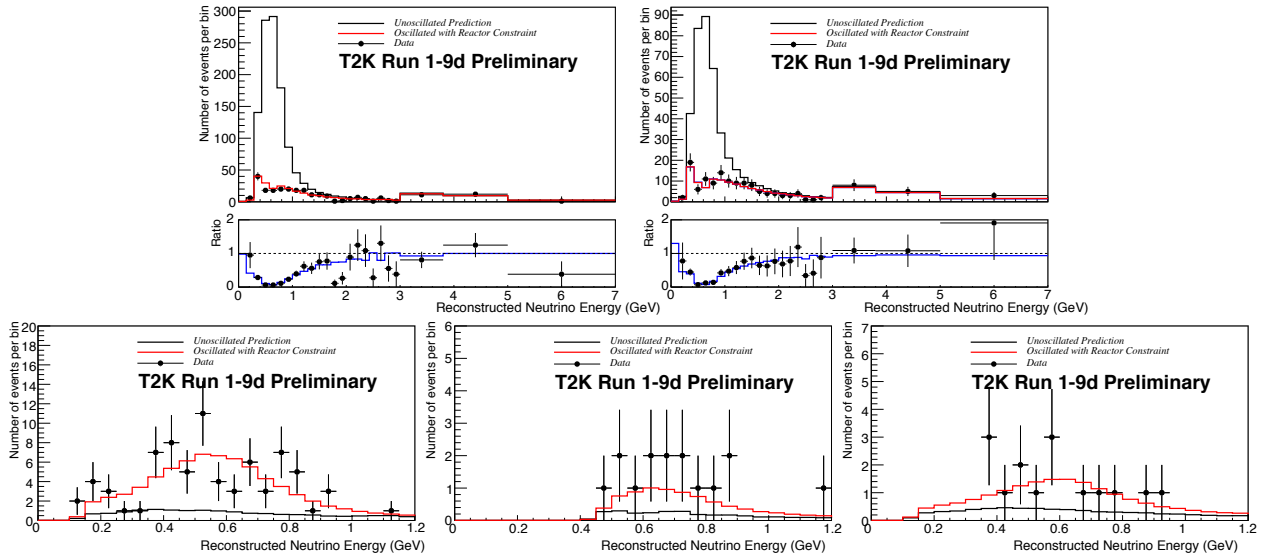 300
250
200
150
100
50
0
Number of events per bin
Unoscillated Prediction
Oscillated with Reactor Constraint
Data
T2K Run 1-9d Preliminary
2
1
0
Ratio
0 1 2 3 4 5 6 7
Reconstructed Neutrino Energy (GeV)
90
80
70
60
50
40
30
20
10
0
Number of events per bin
Unoscillated Prediction
Oscillated with Reactor Constraint
Data
T2K Run 1-9d Preliminary
2
1
0
Ratio
0 1 2 3 4 5 6 7
Reconstructed Neutrino Energy (GeV)
20
18
16
14
12
10
8
6
4
2
0
Number of events per bin
Unoscillated Prediction
Oscillated with Reactor Constraint
Data
T2K Run 1-9d Preliminary
0 0.2 0.4 0.6 0.8 1 1.2
Reconstructed Neutrino Energy (GeV)
6
5
4
3
2
1
0
Number of events per bin
Unoscillated Prediction
Oscillated with Reactor Constraint
Data
T2K Run 1-9d Preliminary
0 0.2 0.4 0.6 0.8 1 1.2
Reconstructed Neutrino Energy (GeV)
7
6
5
4
3
2
1
0
Number of events per bin
Unoscillated Prediction
Oscillated with Reactor Constraint
Data
T2K Run 1-9d Preliminary
0 0.2 0.4 0.6 0.8 1 1.2
Reconstructed Neutrino Energy (GeV)